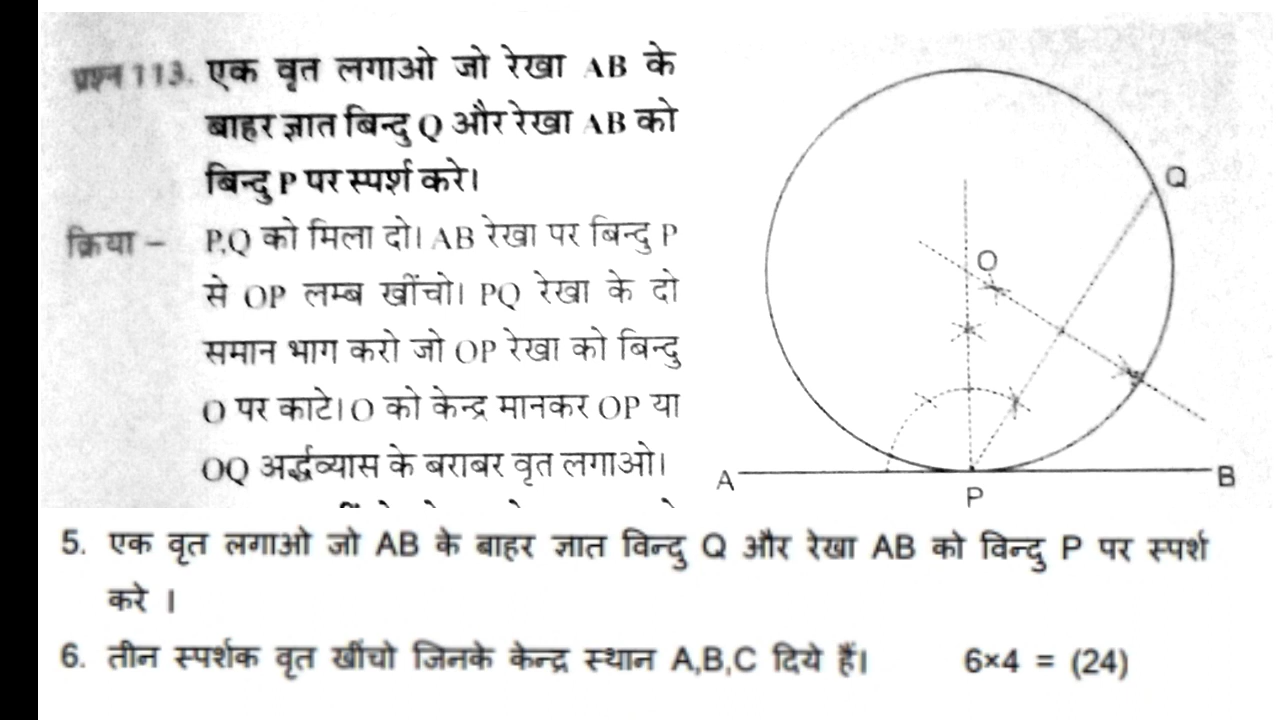 प्रश्न 113. एक वृत लगाओ जो रेखा AB के
बाहर ज्ञात बिन्दु Q और रेखा AB को
बिन्दु P पर स्पर्श करे।
क्रिया – P,Q को मिला दो। AB रेखा पर बिन्दु P
से OP लम्ब खींचो। PQ रेखा के दो
समान भाग करो जो OP रेखा को बिन्दु
O पर काटे। O को केन्द्र मानकर OP या
OQ अर्द्धव्यास के बराबर वृत लगाओ।
Q
O
A
B
P
5. एक वृत लगाओ जो AB के बाहर ज्ञात विन्दु Q और रेखा AB को विन्दु P पर स्पर्श
करे ।
6. तीन स्पर्शक वृत खींचो जिनके केन्द्र स्थान A,B,C दिये हैं। 6×4 = (24)